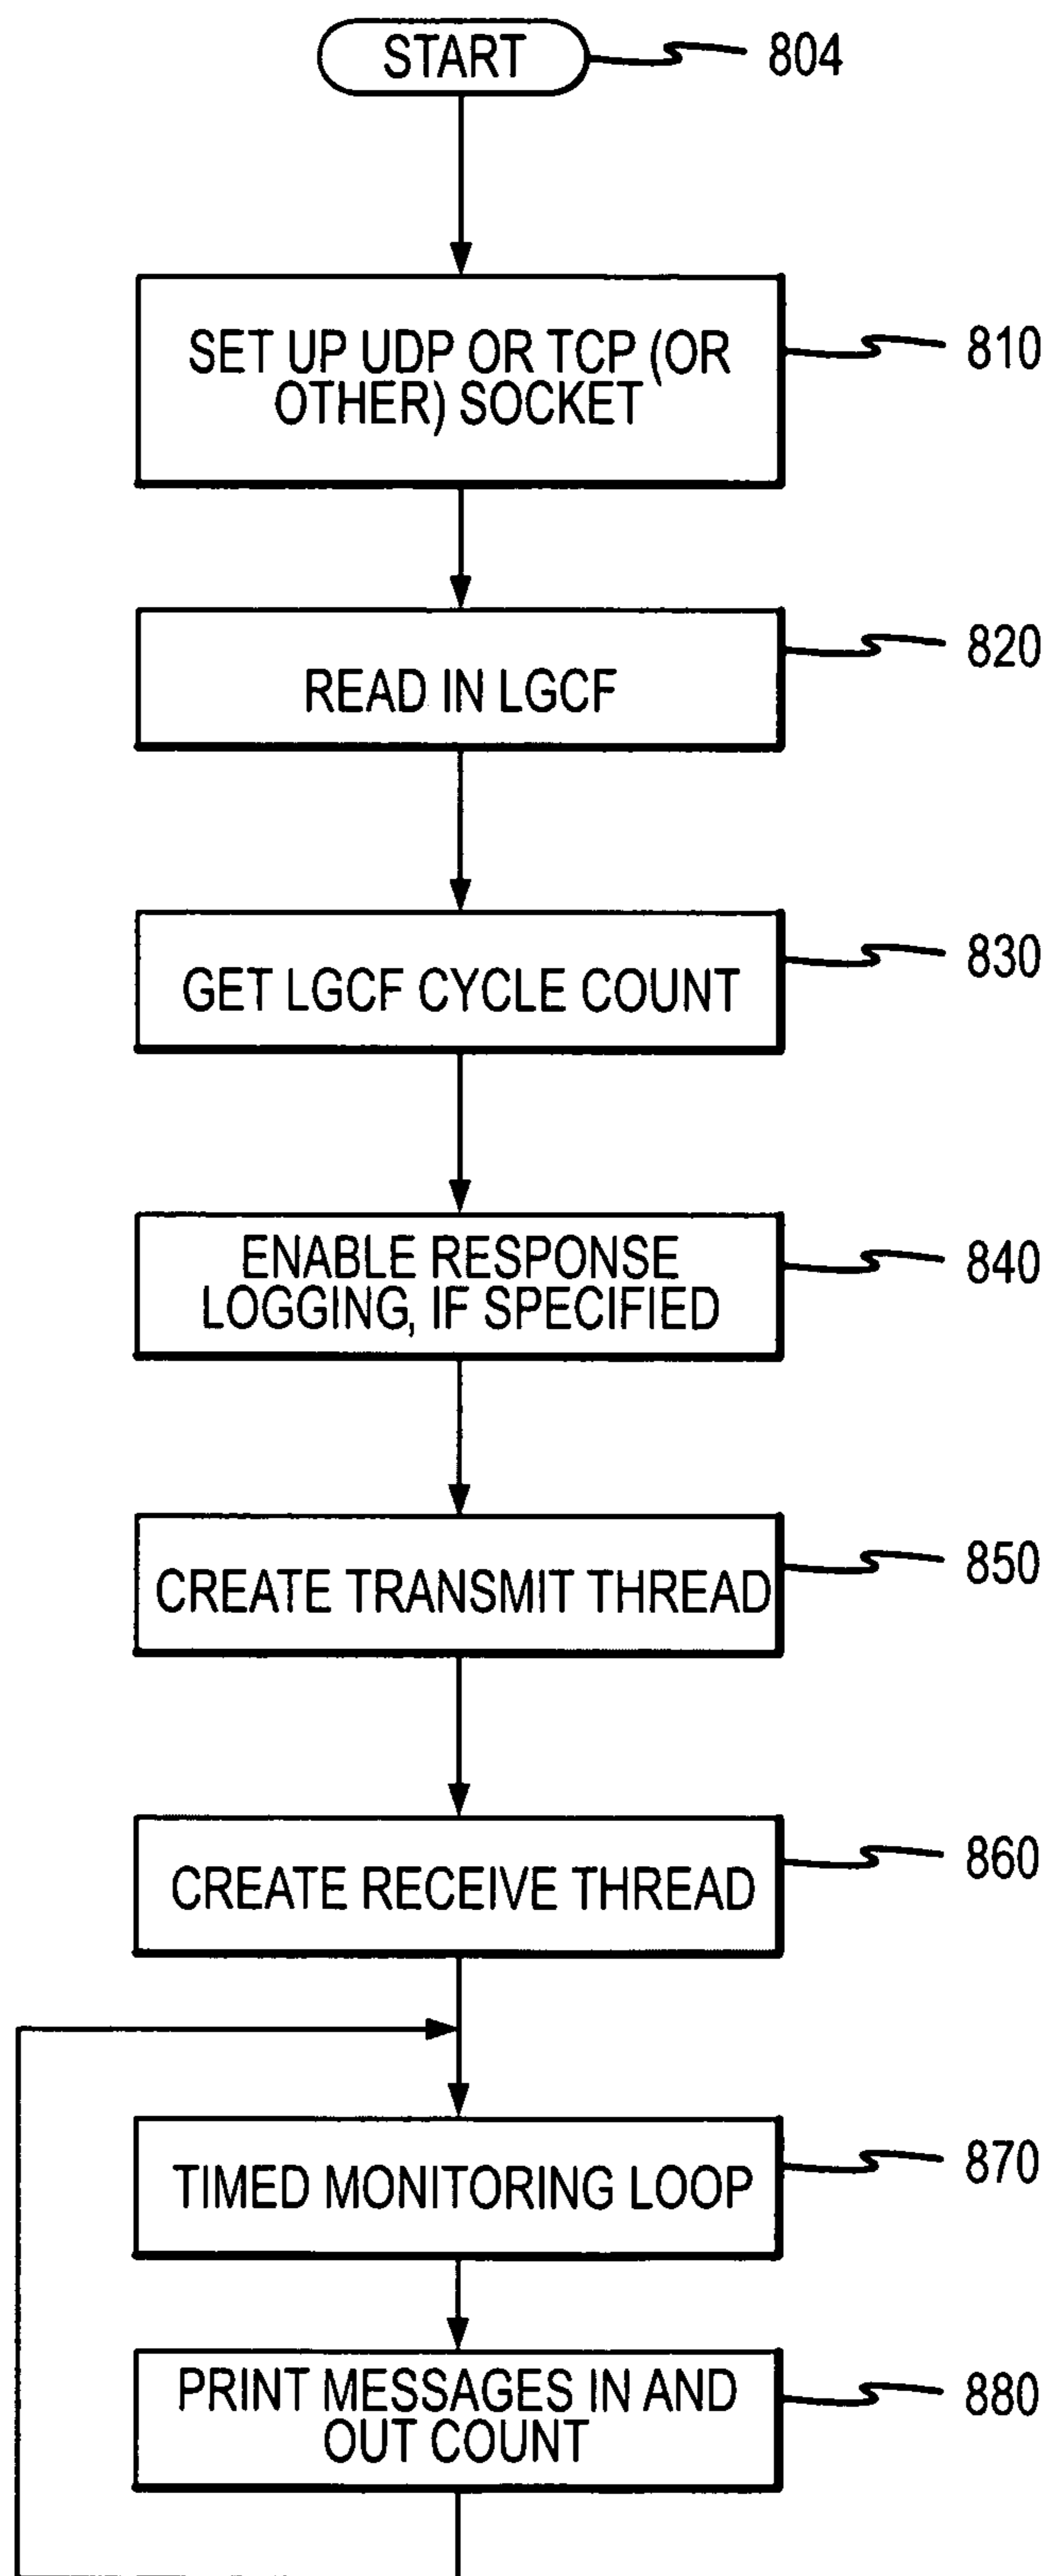 START
804
SET UP UDP OR TCP (OR
OTHER) SOCKET
810
READ IN LGCF
820
GET LGCF CYCLE COUNT
830
ENABLE RESPONSE
LOGGING, IF SPECIFIED
840
CREATE TRANSMIT THREAD
850
CREATE RECEIVE THREAD
860
TIMED MONITORING LOOP
870
PRINT MESSAGES IN AND
OUT COUNT
880